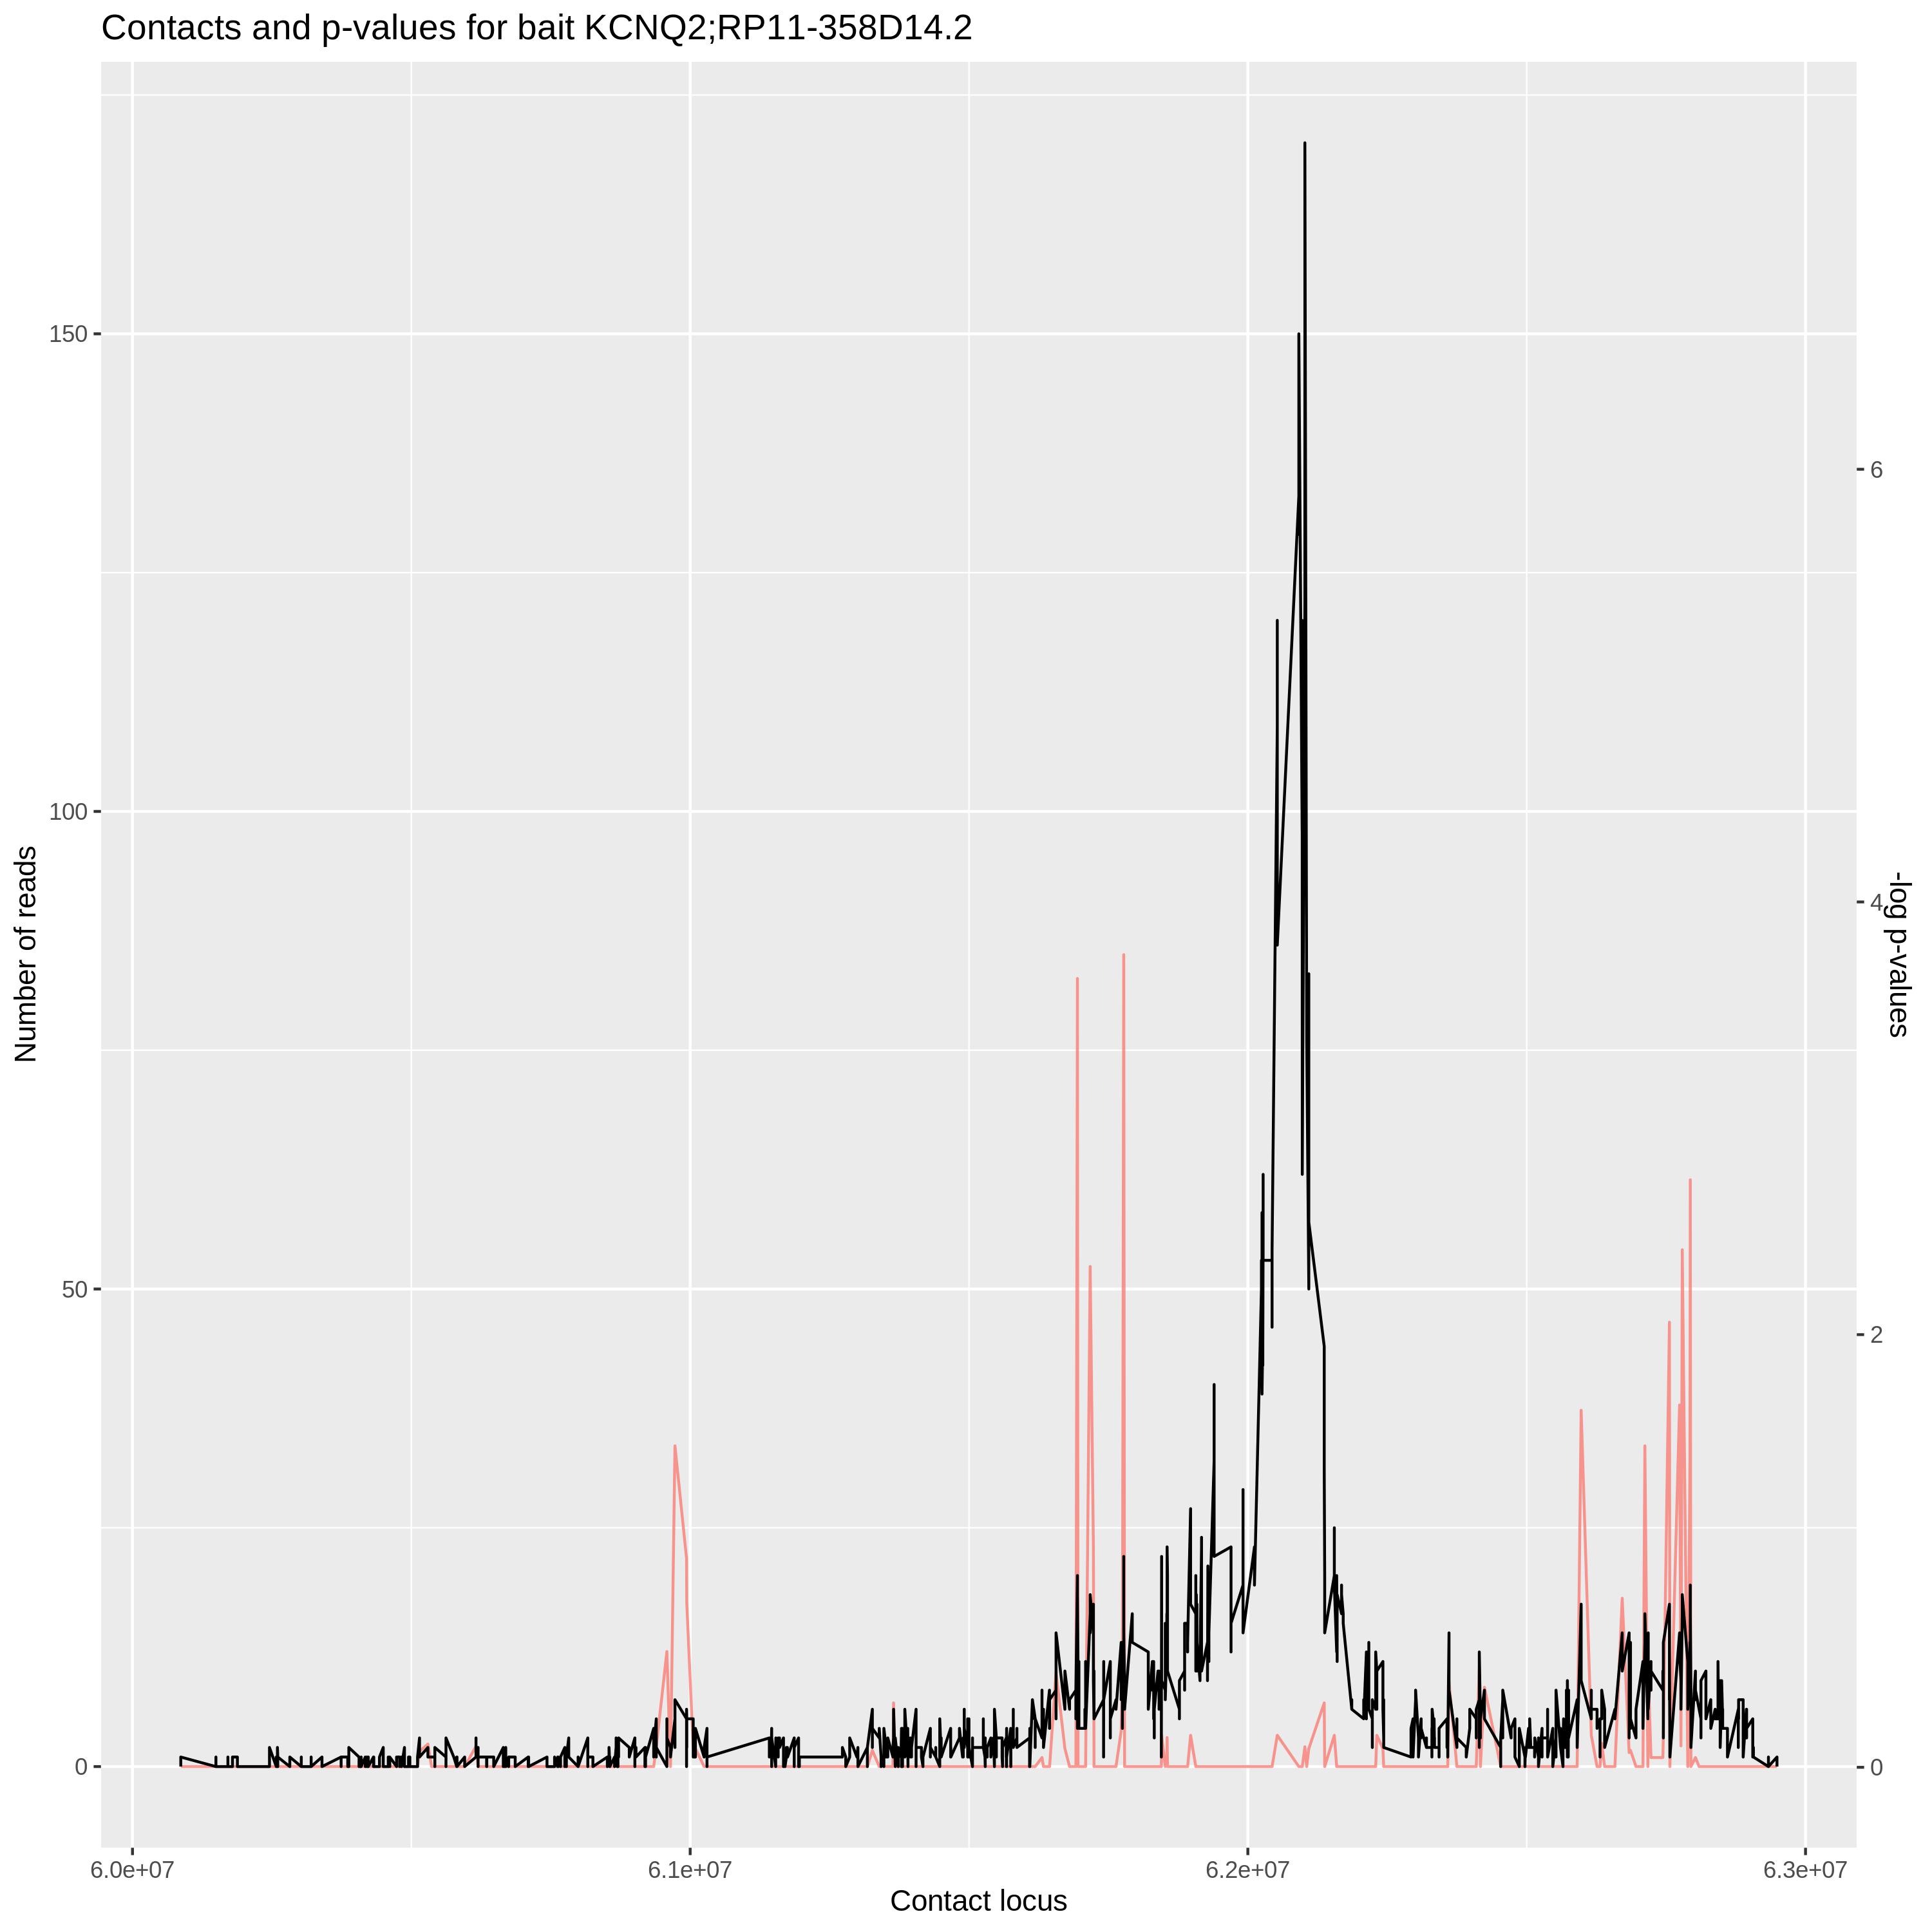 Contacts and p-values for bait KCNQ2;RP11-358D14.2
150
100
50
0
Number of reads
6
4
2
0
-log p-values
6.0e+07
6.1e+07
6.2e+07
6.3e+07
Contact locus